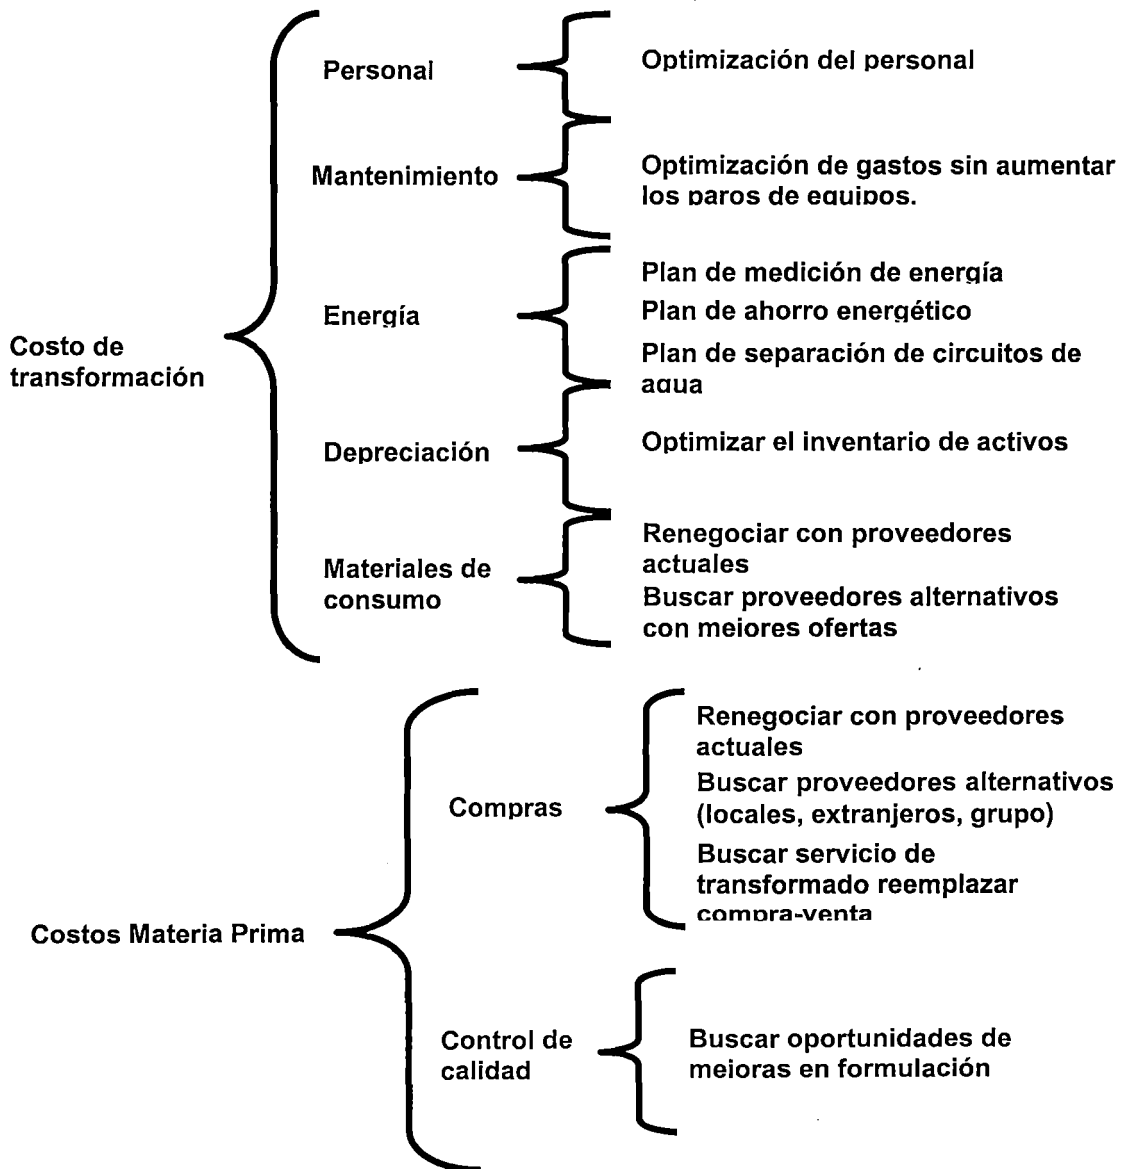 Personal
Optimización del personal
Mantenimiento
Optimización de gastos sin aumentar
los paros de equipos.
Energía
Plan de medición de energía
Plan de ahorro energético
Plan de separación de circuitos de
agua
Costo de
transformación
Depreciación
Optimizar el inventario de activos
Materiales de
consumo
Renegociar con proveedores
actuales
Buscar proveedores alternativos
con mejores ofertas
Costos Materia Prima
Compras
Renegociar con proveedores
actuales
Buscar proveedores alternativos
(locales, extranjeros, grupo)
Buscar servicio de
transformado reemplazar
compra-venta
Control de
calidad
Buscar oportunidades de
mejoras en formulación